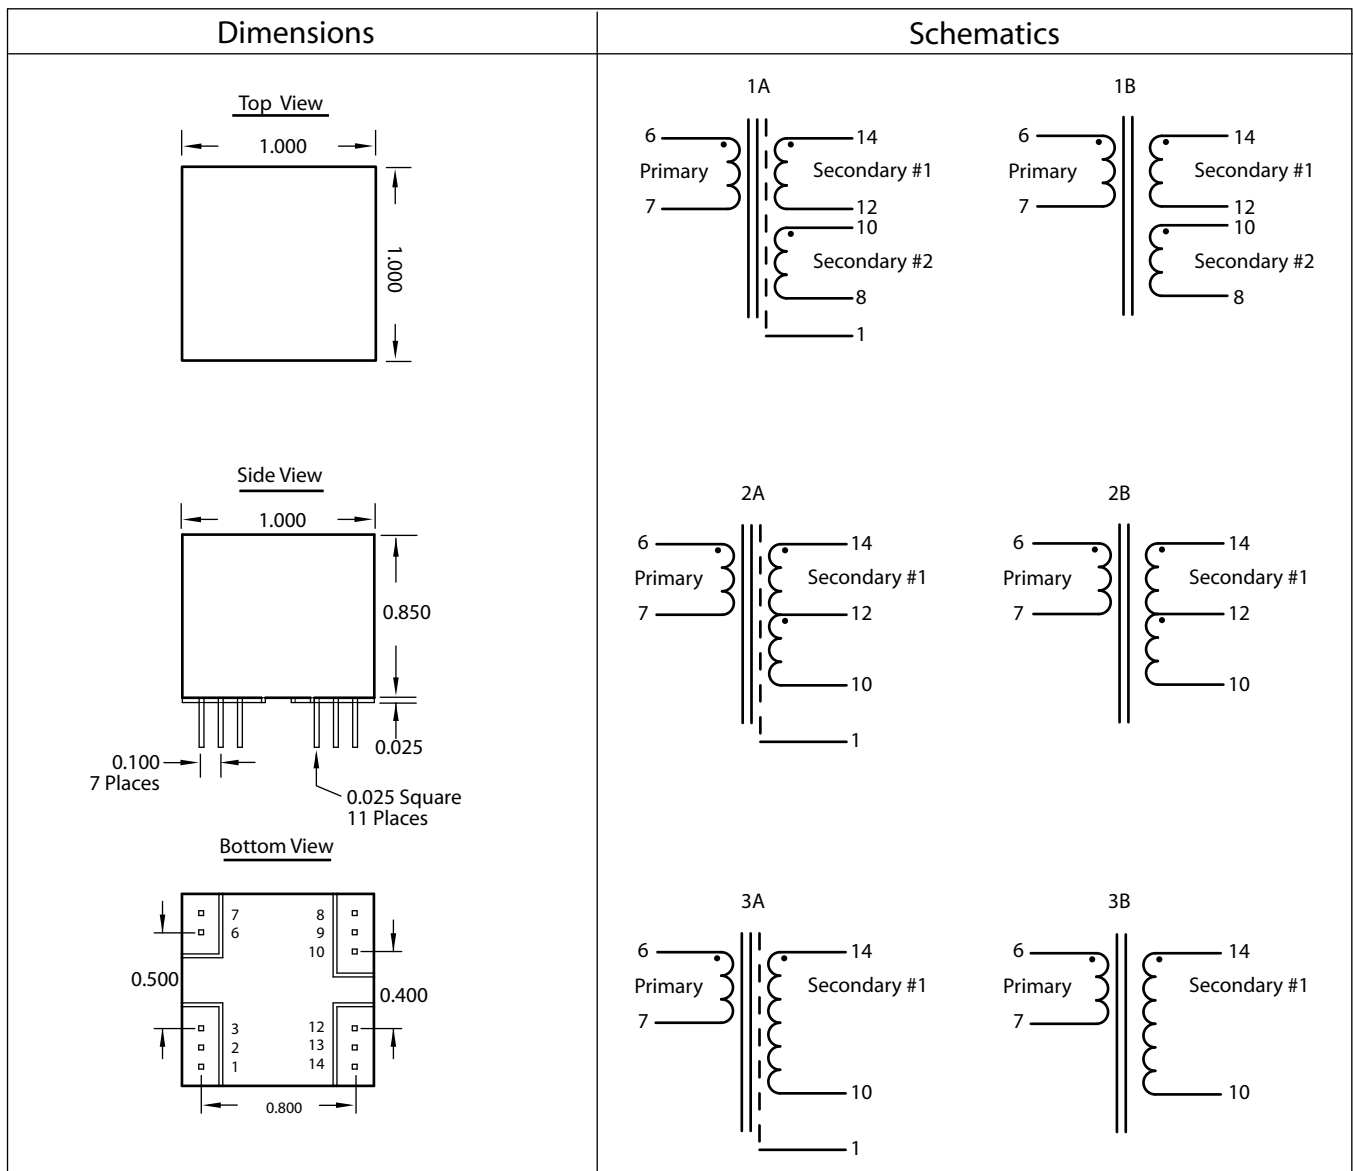 Dimensions
Schematics
Top View
1.000
1.000
Side View
1.000
0.850
0.025
0.100
7 Places
0.025 Square
11 Places
Bottom View
7
6
8
9
10
0.500
0.400
3
2
1
12
13
14
0.800
1A
6
Primary
7
14
Secondary #1
12
10
Secondary #2
8
1
1B
6
Primary
7
14
Secondary #1
12
10
Secondary #2
8
2A
6
Primary
7
14
Secondary #1
12
10
1
2B
6
Primary
7
14
Secondary #1
12
10
3A
6
Primary
7
14
Secondary #1
10
1
3B
6
Primary
7
14
Secondary #1
10